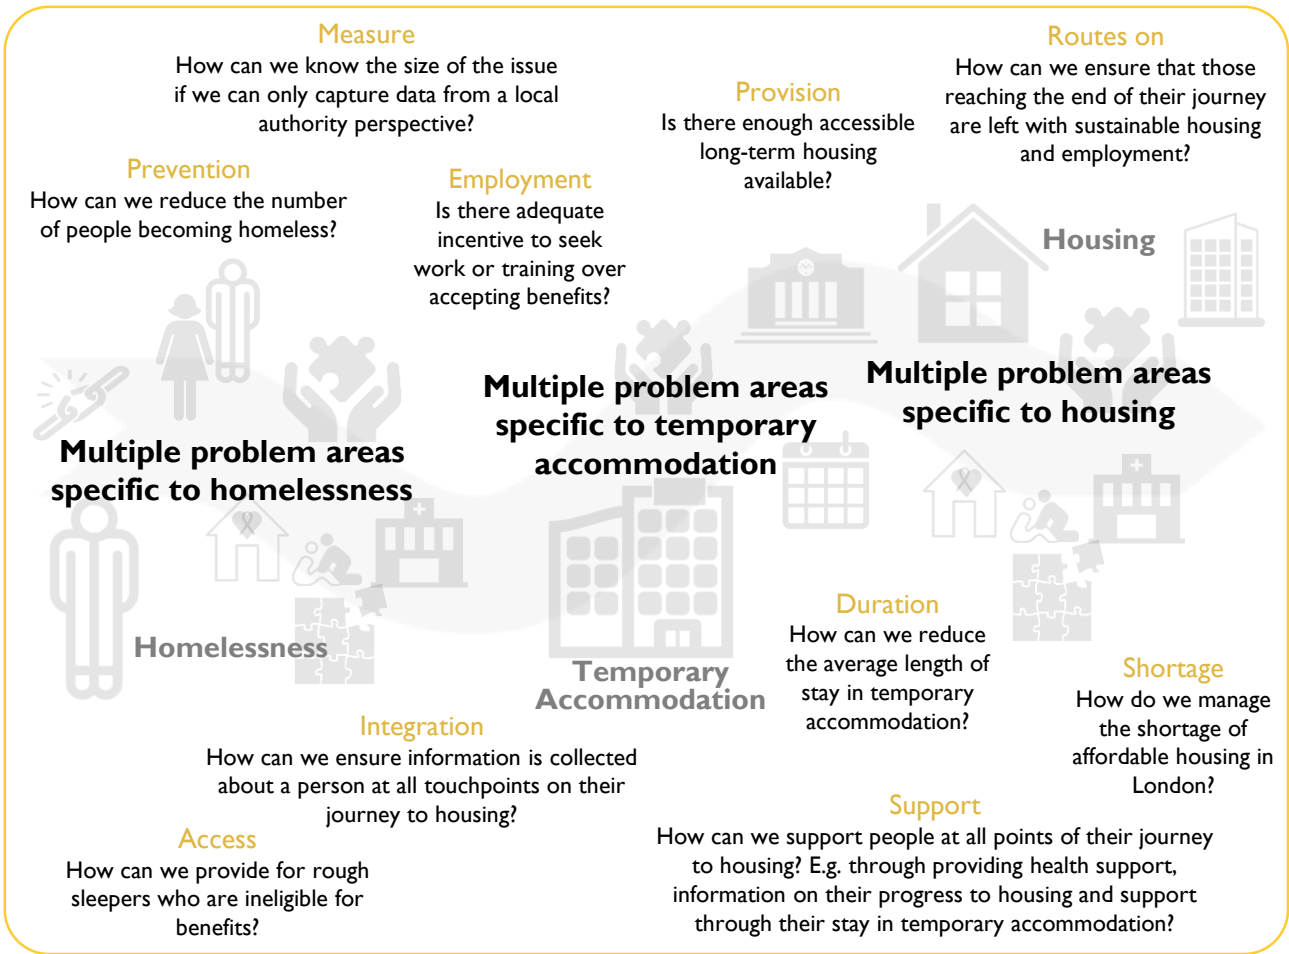 Measure
How can we know the size of the issue
if we can only capture data from a local
authority perspective?
Routes on
How can we ensure that those
reaching the end of their journey
are left with sustainable housing
and employment?
Provision
Is there enough accessible
long-term housing
available?
Prevention
How can we reduce the number
of people becoming homeless?
Employment
Is there adequate
incentive to seek
work or training over
accepting benefits?
Housing
Multiple problem areas
specific to homelessness
Multiple problem areas
specific to temporary
accommodation
Multiple problem areas
specific to housing
Homelessness
Temporary
Accommodation
Duration
How can we reduce
the average length of
stay in temporary
accommodation?
Shortage
How do we manage
the shortage of
affordable housing in
London?
Integration
How can we ensure information is collected
about a person at all touchpoints on their
journey to housing?
Access
How can we provide for rough
sleepers who are ineligible for
benefits?
Support
How can we support people at all points of their journey
to housing? E.g. through providing health support,
information on their progress to housing and support
through their stay in temporary accommodation?